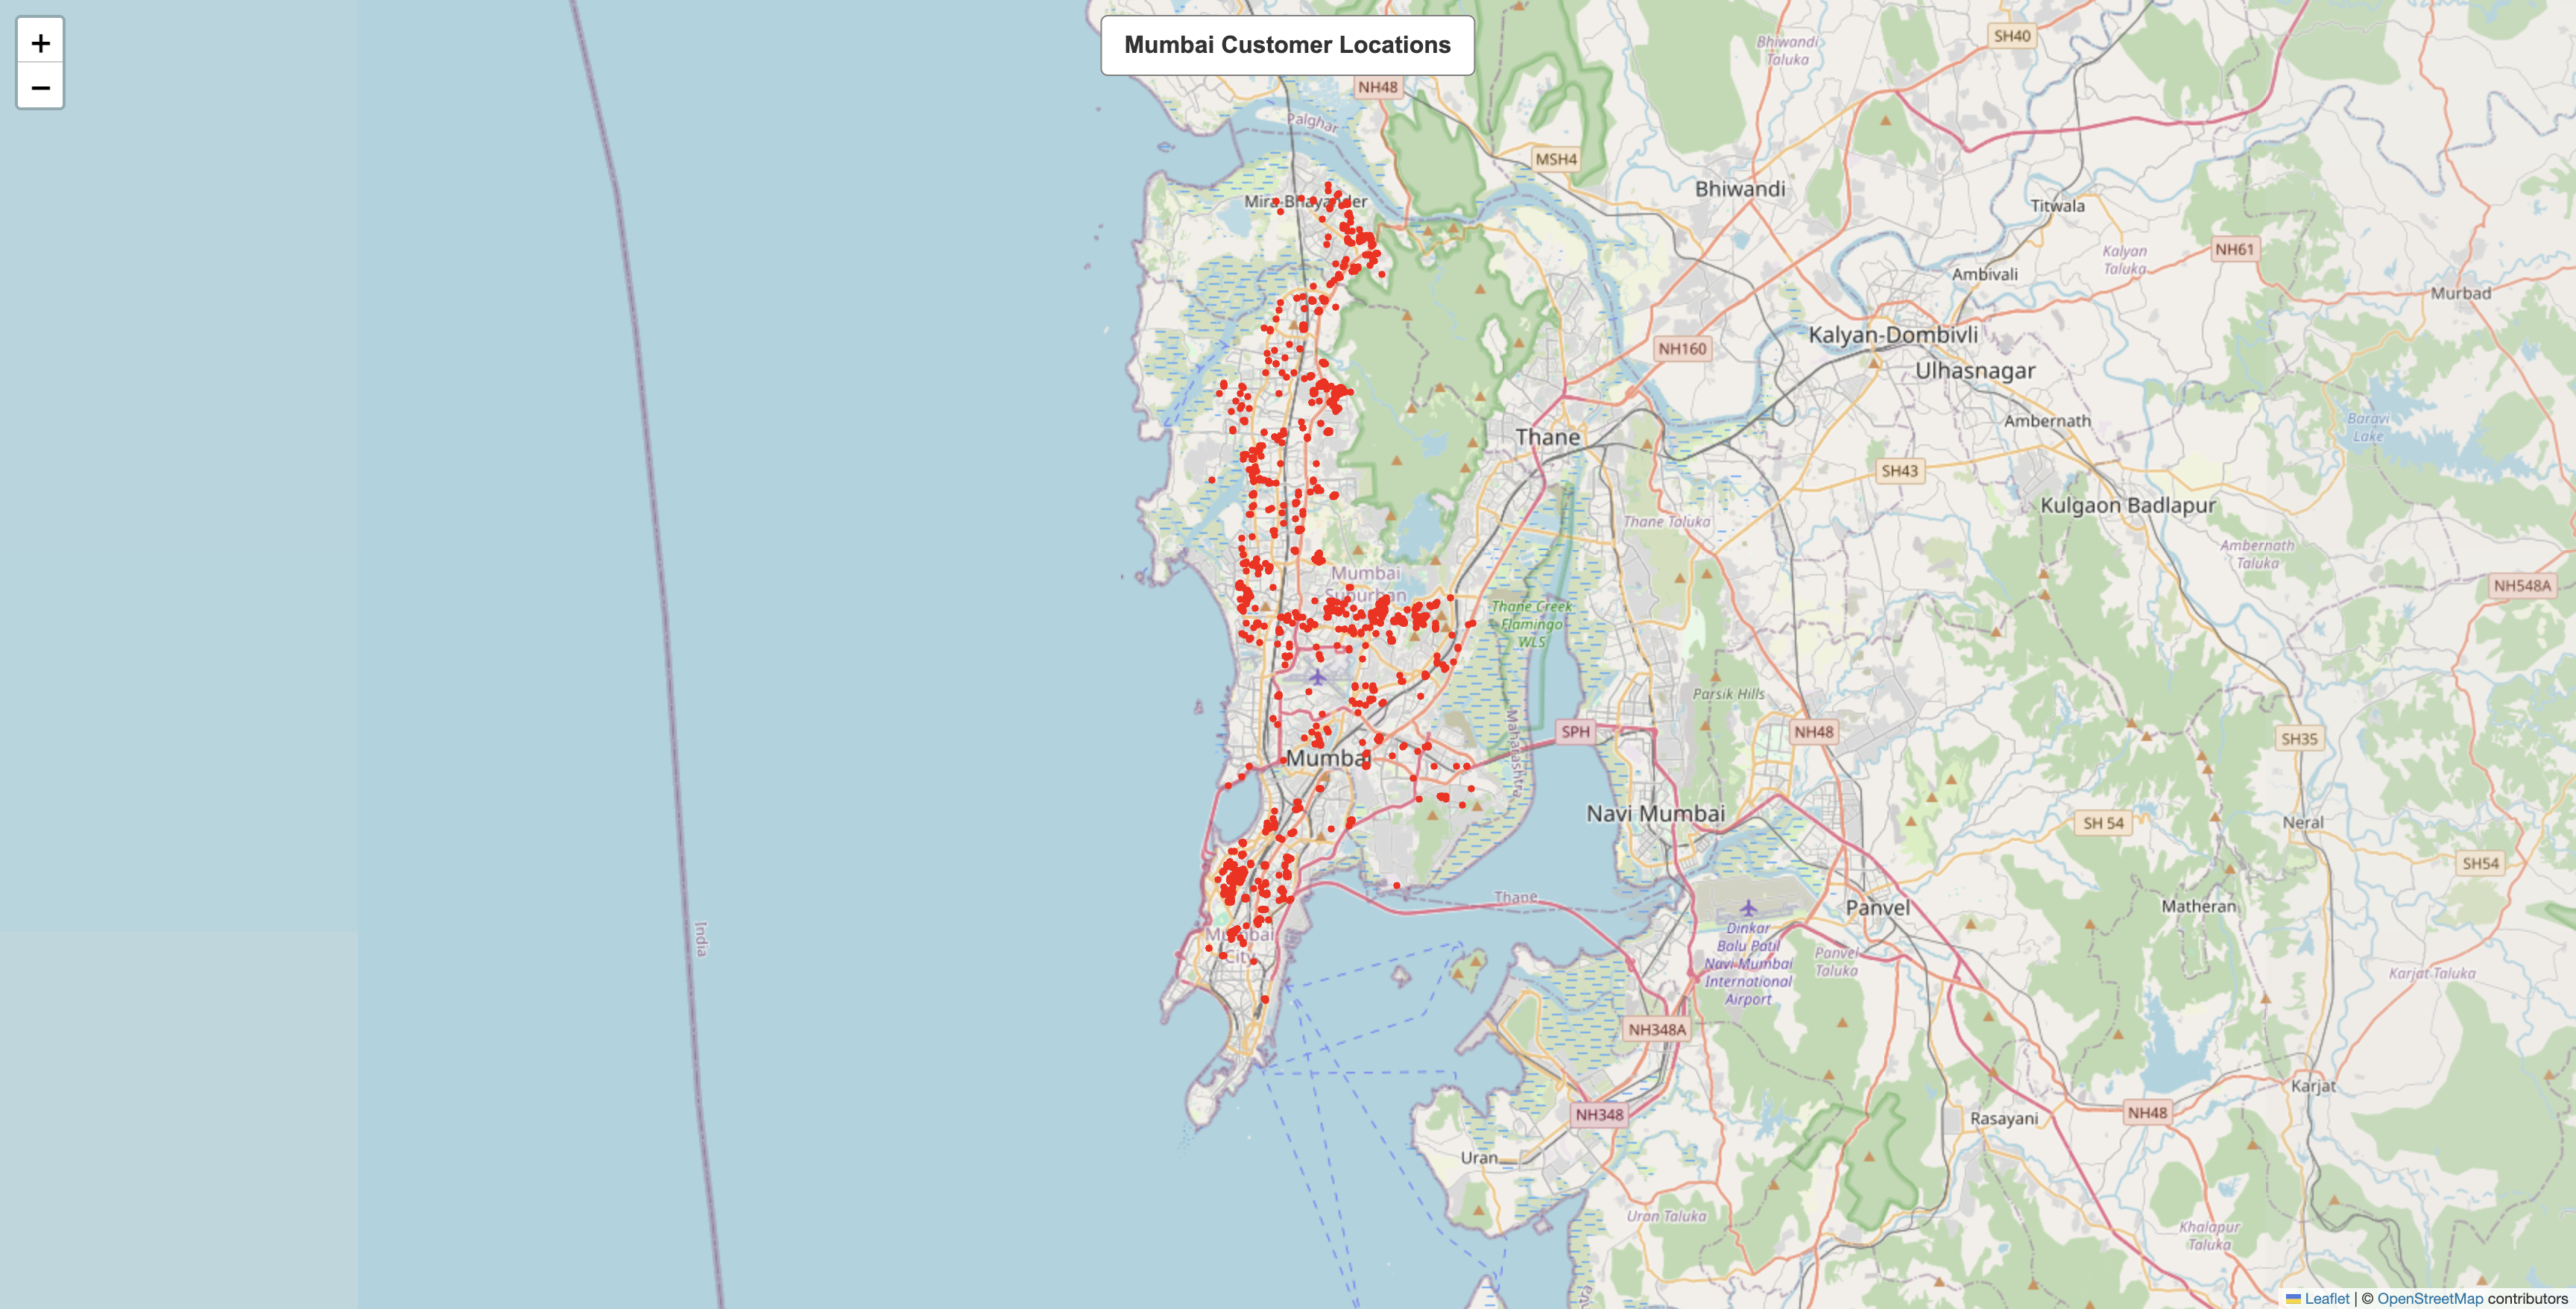 +
−
Mumbai Customer Locations
Bhiwandi
Taluka
SH40
NH48
Palghar
MSH4
Bhiwandi
Mira-Bhayander
Titwala
NH61
Kalyan
Taluka
Ambivali
Murbad
Kalyan-Dombivli
NH160
Ulhasnagar
Ambernath
Baravi
Lake
Thane
SH43
Kulgaon Badlapur
Thane Taluka
Ambernath
Taluka
Mumbai
Suburban
NH548A
Thane Creek
Flamingo
WLS
Parsik Hills
Maharashtra
SPH
NH48
SH35
Mumbai
Navi Mumbai
SH 54
Neral
SH54
Thane
Panvel
Matheran
Mumbai
City
India
Dinkar
Balu Patil
Navi Mumbai
International
Airport
Panvel
Taluka
Karjat Taluka
NH348A
Karjat
NH348
Rasayani
NH48
Uran
Uran Taluka
Khalapur
Taluka
Leaflet | © OpenStreetMap contributors